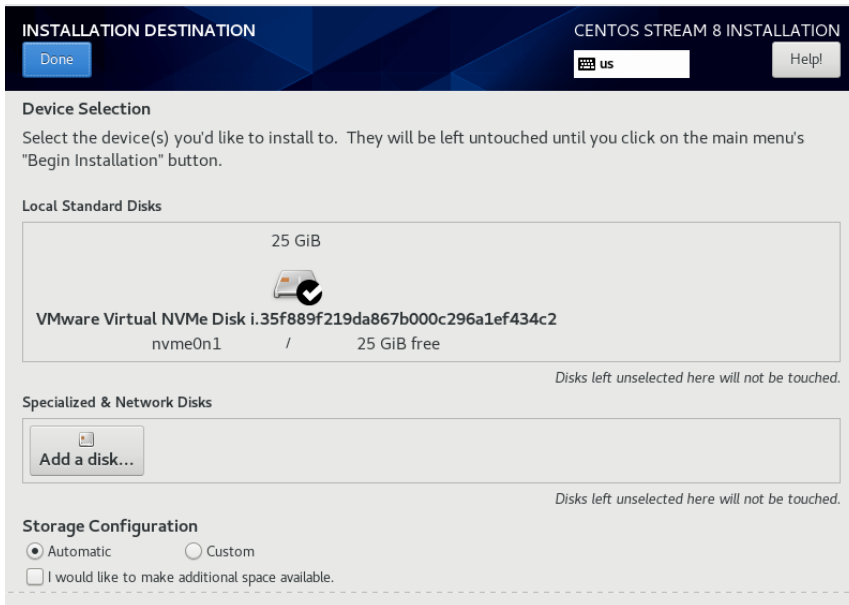 INSTALLATION DESTINATION
CENTOS STREAM 8 INSTALLATION
Done
us
Help!
Device Selection
Select the device(s) you'd like to install to.  They will be left untouched until you click on the main menu's
"Begin Installation" button.
Local Standard Disks
25 GiB
VMware Virtual NVMe Disk i.35f889f219da867b000c296a1ef434c2
nvme0n1 / 25 GiB free
Disks left unselected here will not be touched.
Specialized & Network Disks
Add a disk...
Disks left unselected here will not be touched.
Storage Configuration
Automatic Custom
I would like to make additional space available.